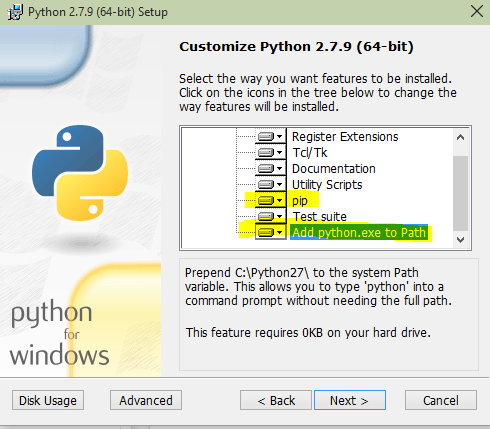 Python 2.7.9 (64-bit) Setup
Customize Python 2.7.9 (64-bit)
Select the way you want features to be installed.
Click on the icons in the tree below to change the
way features will be installed.
Register Extensions
Tcl/Tk
Documentation
Utility Scripts
pip
Test suite
Add python.exe to Path
Prepend C:\Python27\ to the system Path
variable. This allows you to type 'python' into a
command prompt without needing the full path.
This feature requires 0KB on your hard drive.
python
for
windows
Disk Usage
Advanced
< Back
Next >
Cancel